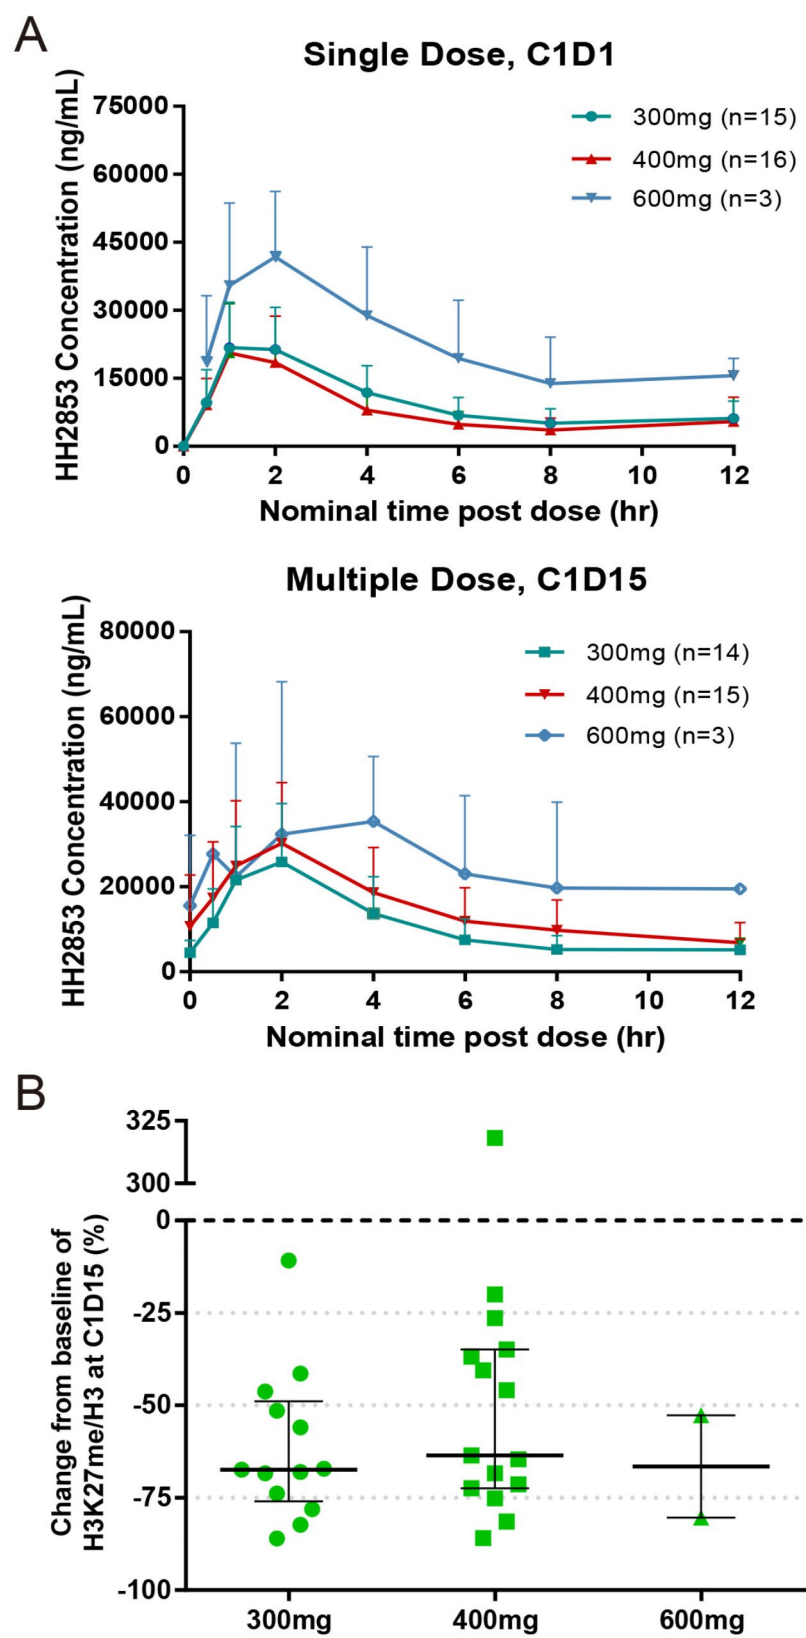 A
Single Dose, C1D1
HH2853 Concentration (ng/mL)
75000
60000
45000
30000
15000
0
300mg (n=15)
400mg (n=16)
600mg (n=3)
0 2 4 6 8 10 12
Nominal time post dose (hr)
Multiple Dose, C1D15
HH2853 Concentration (ng/mL)
80000
60000
40000
20000
0
300mg (n=14)
400mg (n=15)
600mg (n=3)
0 2 4 6 8 10 12
Nominal time post dose (hr)
B
Change from baseline of
H3K27me/H3 at C1D15 (%)
325
300
0
-25
-50
-75
-100
300mg 400mg 600mg